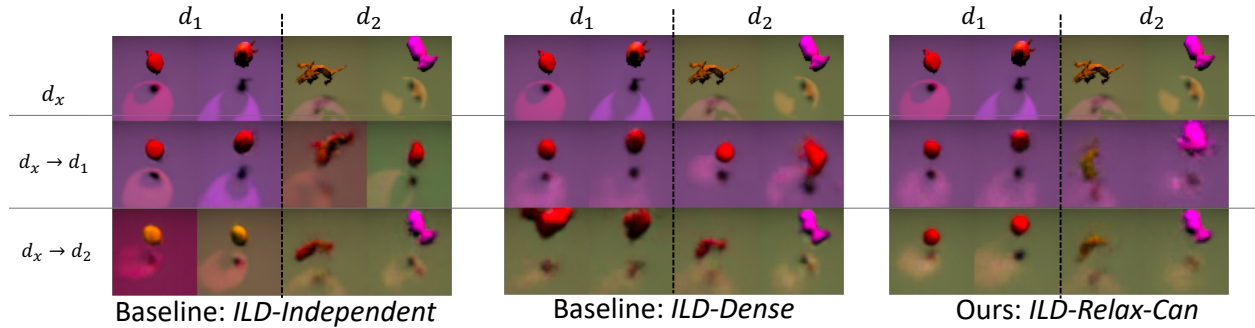 d₁ d₂ d₁ d₂ d₁ d₂
dₓ
dₓ → d₁
dₓ → d₂
Baseline: ILD-Independent Baseline: ILD-Dense Ours: ILD-Relax-Can